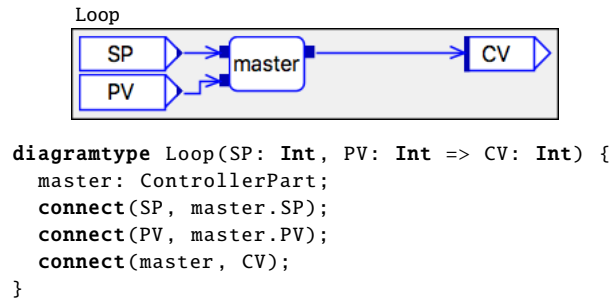 Loop
SP
master
CV
PV
diagramtype Loop(SP: Int, PV: Int => CV: Int) {
  master: ControllerPart;
  connect(SP, master.SP);
  connect(PV, master.PV);
  connect(master, CV);
}